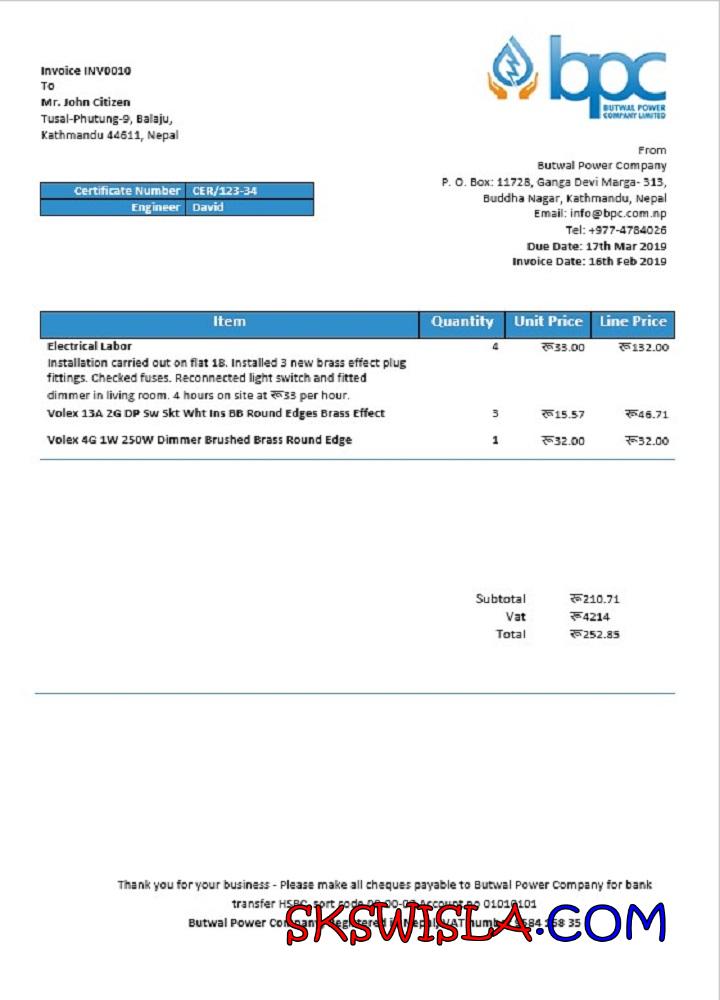 Invoice INV0010
To
Mr. John Citizen
Tusal-Phutung-9, Balaju,
Kathmandu 44611, Nepal
bpc
BUTWAL POWER
COMPANY LIMITED
From
Butwal Power Company
P. O. Box: 11728, Ganga Devi Marga- 313,
Buddha Nagar, Kathmandu, Nepal
Email: info@bpc.com.np
Tel: +977-4784026
Due Date: 17th Mar 2019
Invoice Date: 16th Feb 2019
Certificate Number CER/123-34
Engineer David
Item Quantity Unit Price Line Price
Electrical Labor 4 रू33.00 रू132.00
Installation carried out on flat 18. Installed 3 new brass effect plug
fittings. Checked fuses. Reconnected light switch and fitted
dimmer in living room. 4 hours on site at रू33 per hour.
Volex 13A 2G DP Sw Skt Wht Ins BB Round Edges Brass Effect 3 रू15.57 रू46.71
Volex 4G 1W 250W Dimmer Brushed Brass Round Edge 1 रू32.00 रू32.00
Subtotal रू210.71
Vat रू4214
Total रू252.85
Thank you for your business - Please make all cheques payable to Butwal Power Company for bank
transfer HSBC, sort code Account no 01010101
Butwal Power Company, Registered in Nepal, VAT number
SKSWISLA.COM